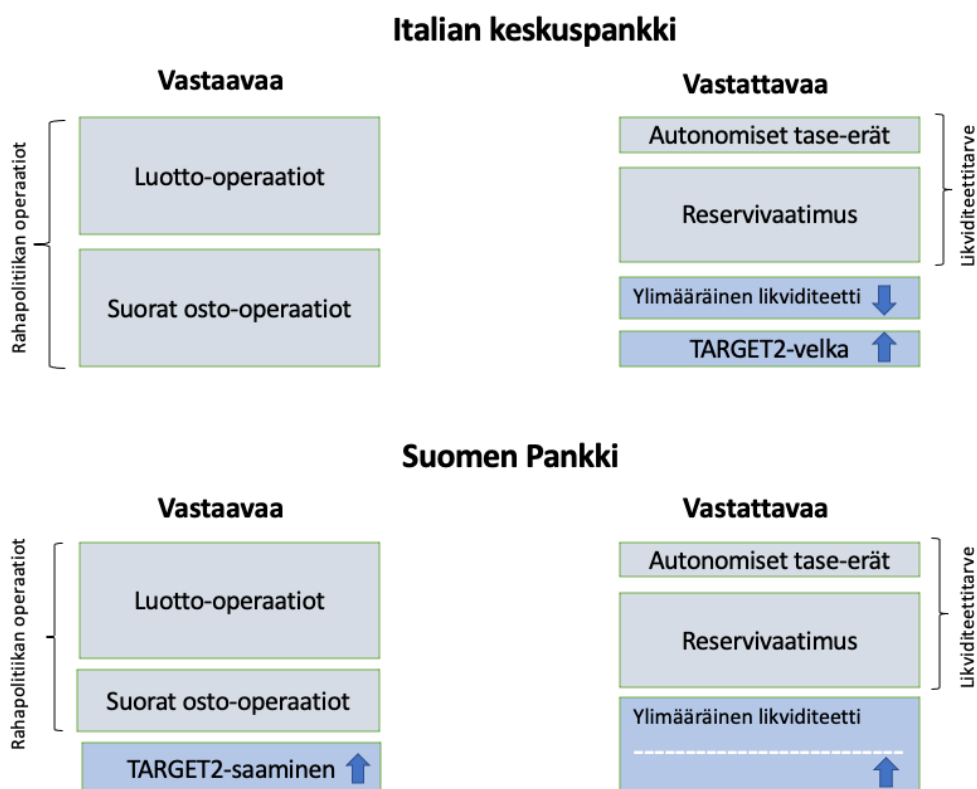 Italian keskuspankki
Vastaavaa
Vastattavaa
Rahapolitiikan operaatiot
Luotto-operaatiot
Suorat osto-operaatiot
Autonomiset tase-erät
Reservivaatimus
Likviditeettitarve
Ylimääräinen likviditeetti
TARGET2-velka
Suomen Pankki
Vastaavaa
Vastattavaa
Rahapolitiikan operaatiot
Luotto-operaatiot
Suorat osto-operaatiot
TARGET2-saaminen
Autonomiset tase-erät
Reservivaatimus
Likviditeettitarve
Ylimääräinen likviditeetti